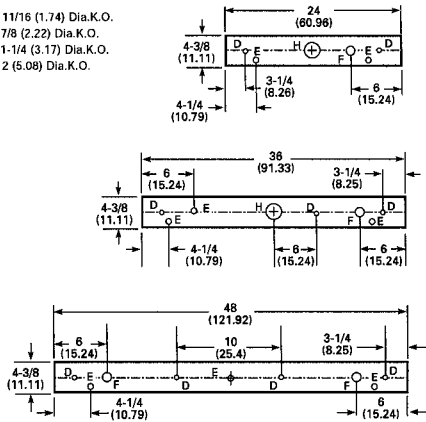 11/16 (1.74) Dia.K.O.
7/8 (2.22) Dia.K.O.
1-1/4 (3.17) Dia.K.O.
2 (5.08) Dia.K.O.
24
(60.96)
4-3/8
(11.11)
D
E
H
F
E
D
3-1/4
(8.26)
6
(15.24)
4-1/4
(10.79)
36
(91.33)
6
(15.24)
3-1/4
(8.25)
4-3/8
(11.11)
D
E
E
H
D
F
E
D
4-1/4
(10.79)
6
(15.24)
6
(15.24)
48
(121.92)
6
(15.24)
10
(25.4)
3-1/4
(8.25)
4-3/8
(11.11)
D
E
F
D
E
D
F
E
D
4-1/4
(10.79)
6
(15.24)